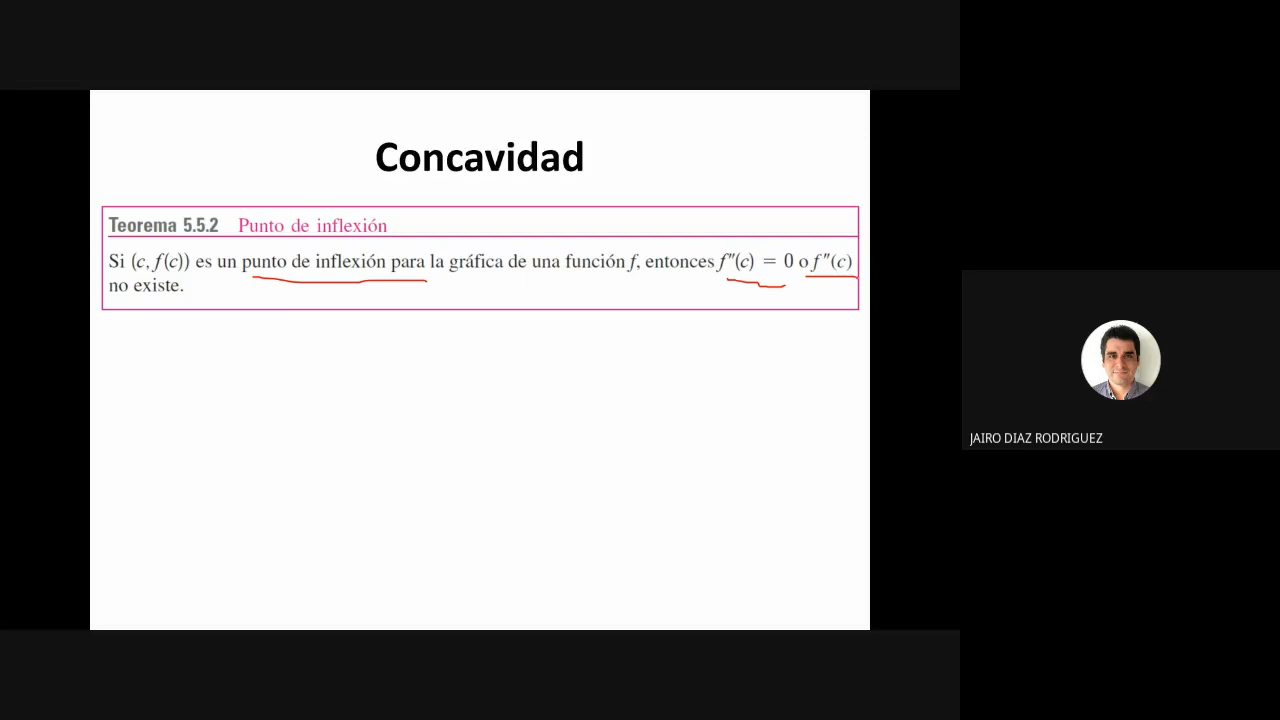 Concavidad
Teorema 5.5.2 Punto de inflexión
Si (c, f(c)) es un punto de inflexión para la gráfica de una función f, entonces f″(c) = 0 o f″(c)
no existe.
JAIRO DIAZ RODRIGUEZ